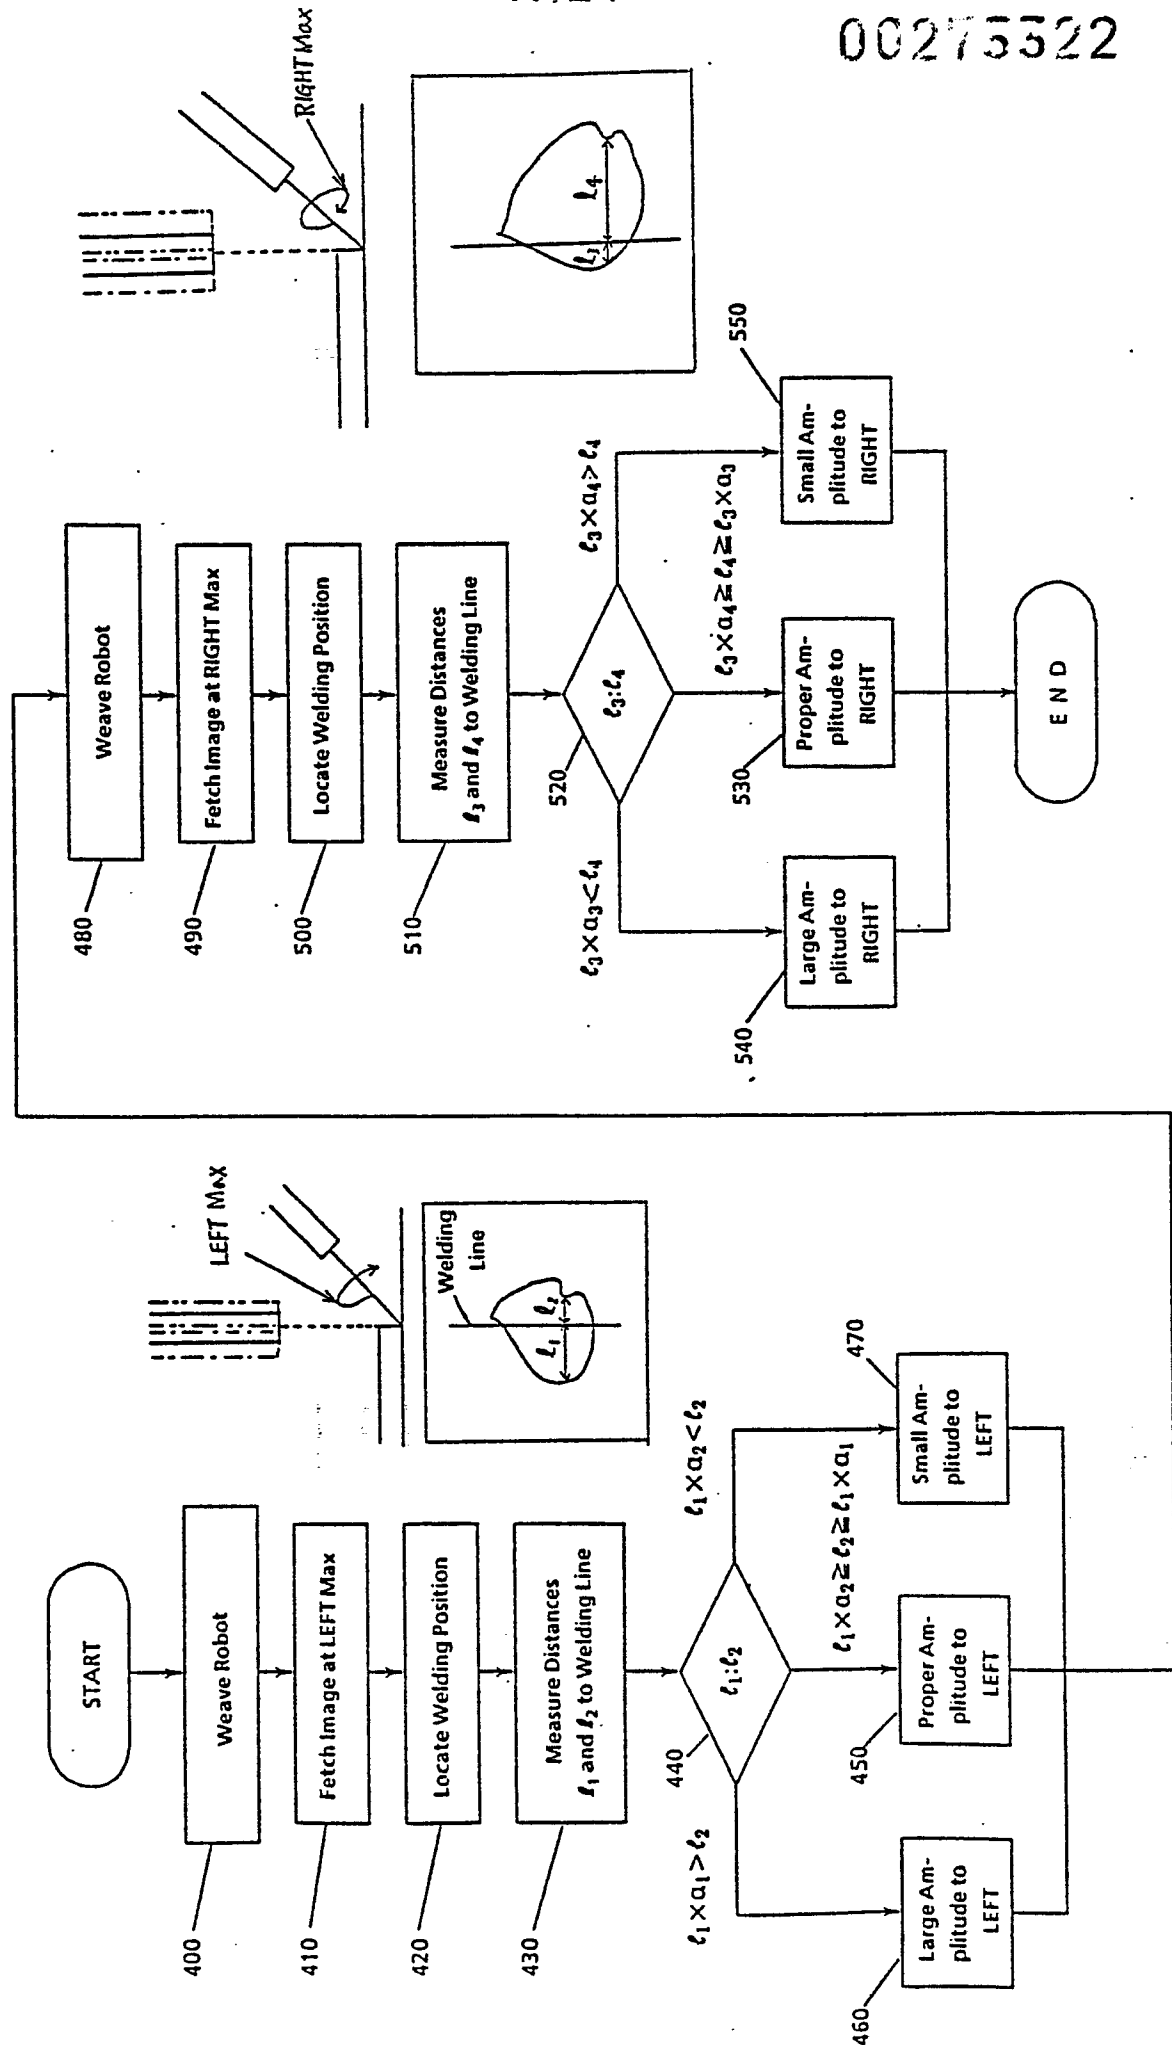 00275322
START
400
Weave Robot
410
Fetch Image at LEFT Max
420
Locate Welding Position
430
Measure Distances
ℓ1 and ℓ2 to Welding Line
440
ℓ1:ℓ2
ℓ1×a1>ℓ2
ℓ1×a2≧ℓ2≧ℓ1×a1
ℓ1×a2<ℓ2
460
Large Am-
plitude to
LEFT
450
Proper Am-
plitude to
LEFT
470
Small Am-
plitude to
LEFT
LEFT Max
Welding
Line
ℓ1
ℓ2
480
Weave Robot
490
Fetch Image at RIGHT Max
500
Locate Welding Position
510
Measure Distances
ℓ3 and ℓ4 to Welding Line
520
ℓ3:ℓ4
ℓ3×a3<ℓ4
ℓ3×a4≧ℓ4≧ℓ3×a3
ℓ3×a4>ℓ4
540
Large Am-
plitude to
RIGHT
530
Proper Am-
plitude to
RIGHT
550
Small Am-
plitude to
RIGHT
END
RIGHT Max
ℓ3
ℓ4